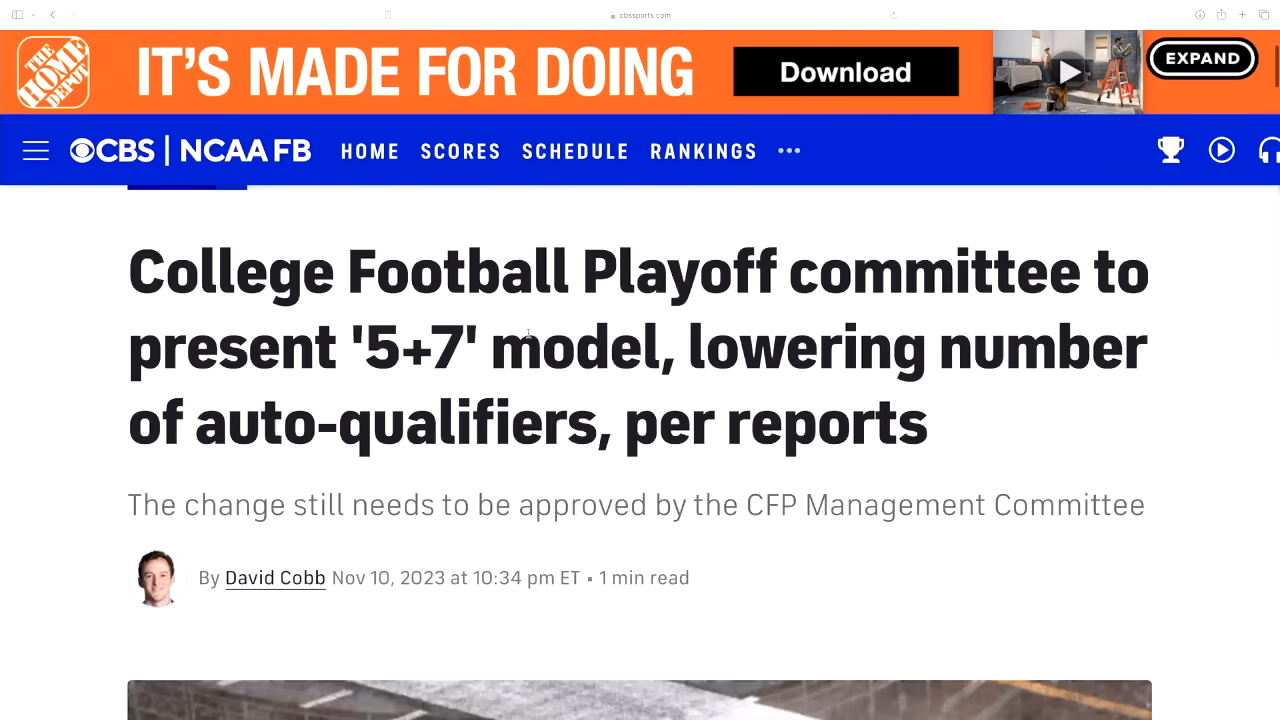 cbssports.com
THE HOME DEPOT
IT'S MADE FOR DOING
Download
EXPAND
CBS | NCAA FB HOME SCORES SCHEDULE RANKINGS •••
College Football Playoff committee to
present '5+7' model, lowering number
of auto-qualifiers, per reports
The change still needs to be approved by the CFP Management Committee
By David Cobb Nov 10, 2023 at 10:34 pm ET • 1 min read